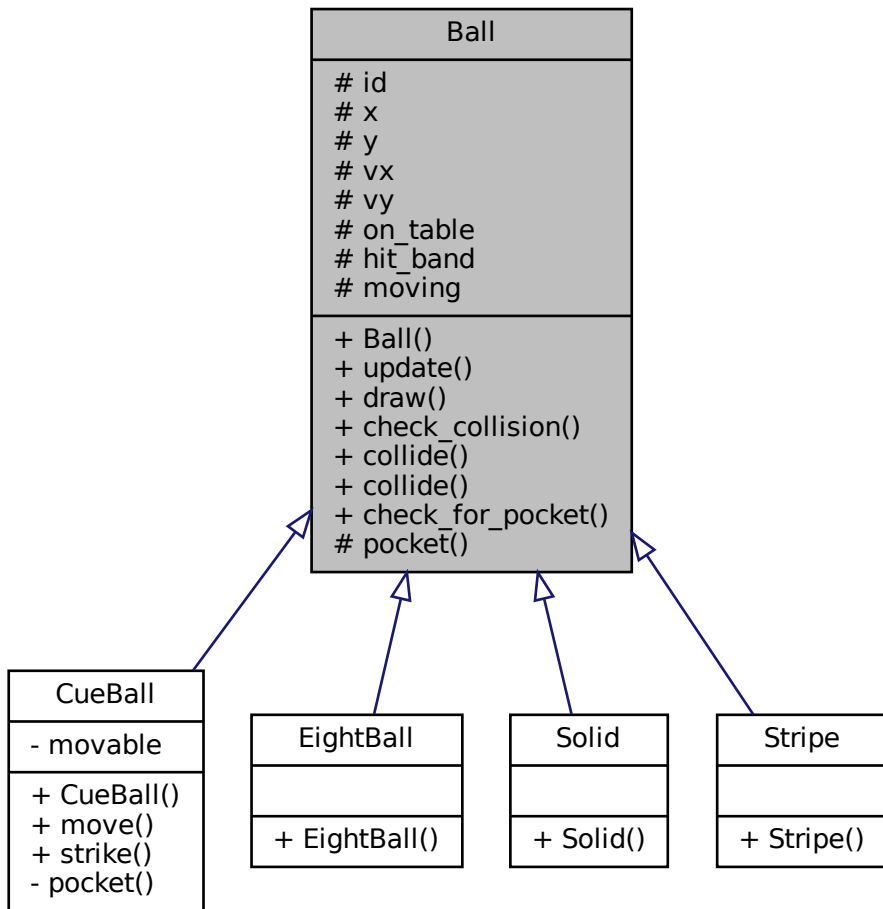 Ball
# id
# x
# y
# vx
# vy
# on_table
# hit_band
# moving
+ Ball()
+ update()
+ draw()
+ check_collision()
+ collide()
+ collide()
+ check_for_pocket()
# pocket()
CueBall
- movable
+ CueBall()
+ move()
+ strike()
- pocket()
EightBall
+ EightBall()
Solid
+ Solid()
Stripe
+ Stripe()